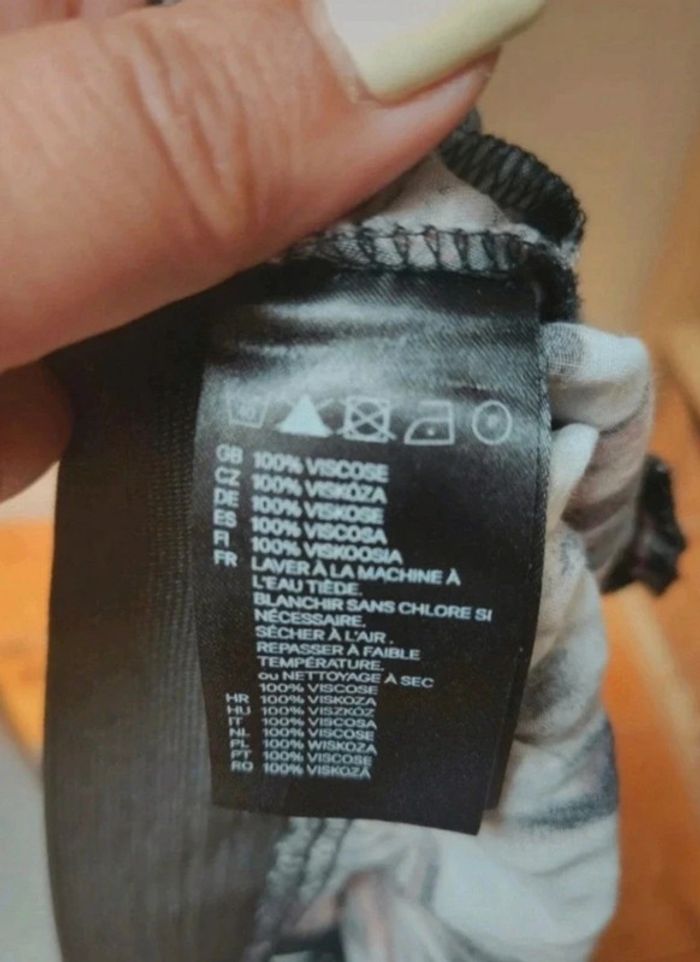 GB 100% VISCOSE
CZ 100% VISKÓZA
DE 100% VISKOSE
ES 100% VISCOSA
FI 100% VISKOOSIA
FR LAVER À LA MACHINE À
L'EAU TIÈDE.
BLANCHIR SANS CHLORE SI
NÉCESSAIRE.
SÉCHER À L'AIR.
REPASSER À FAIBLE
TEMPÉRATURE.
ou NETTOYAGE À SEC
100% VISCOSE
HR 100% VISKOZA
HU 100% VISZKÓZ
IT 100% VISCOSA
NL 100% VISCOSE
PL 100% WISKOZA
PT 100% VISCOSE
RO 100% VISKOZĂ